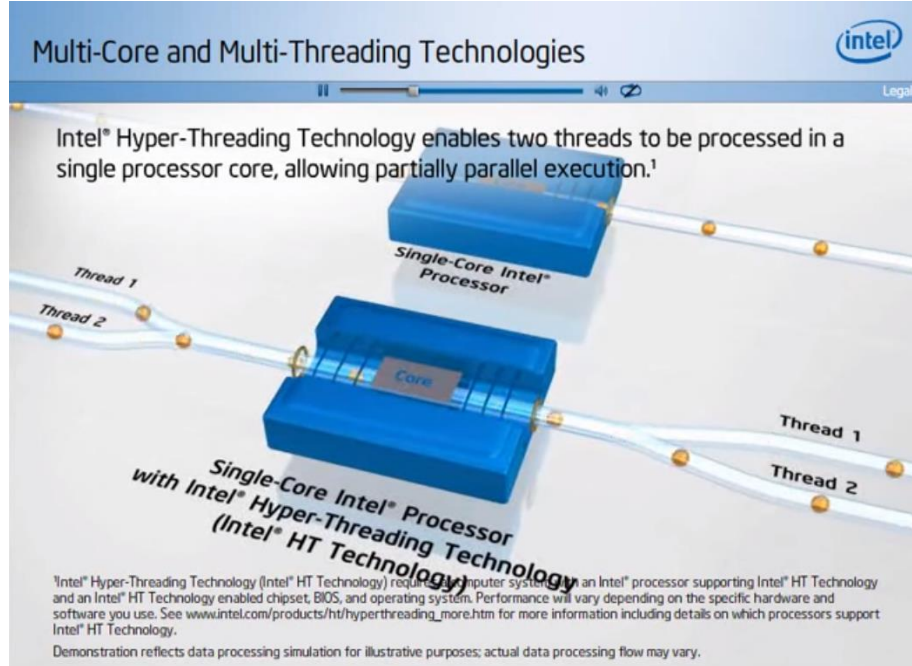 Multi-Core and Multi-Threading Technologies
intel
Legal
Intel® Hyper-Threading Technology enables two threads to be processed in a
single processor core, allowing partially parallel execution.¹
Single-Core Intel®
Processor
Thread 1
Thread 2
Core
Thread 1
Thread 2
Single-Core Intel® Processor
with Intel® Hyper-Threading Technology
(Intel® HT Technology)
¹Intel® Hyper-Threading Technology (Intel® HT Technology) requires a computer system with an Intel® processor supporting Intel® HT Technology
and an Intel® HT Technology enabled chipset, BIOS, and operating system. Performance will vary depending on the specific hardware and
software you use. See www.intel.com/products/ht/hyperthreading_more.htm for more information including details on which processors support
Intel® HT Technology.
Demonstration reflects data processing simulation for illustrative purposes; actual data processing flow may vary.